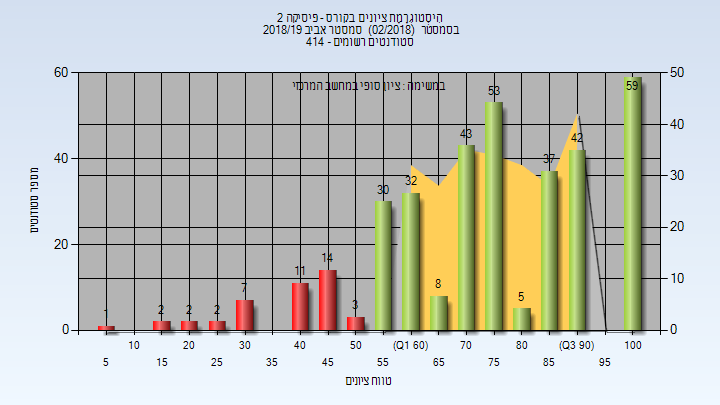 היסטוגרמת ציונים בקורס - פיסיקה 2
בסמסטר (02/2018) סמסטר אביב 2018/19
סטודנטים רשומים - 414
במשימה : ציון סופי במחשב המרכזי
60 40 20 0
מספר סטודנטים
50 40 30 20 10 0
1 2 2 2 7 11 14 3 30 32 8 43 53 5 37 42 59
10 20 30 40 50 (Q1 60) 70 80 (Q3 90) 100
5 15 25 35 45 55 65 75 85 95
טווח ציונים